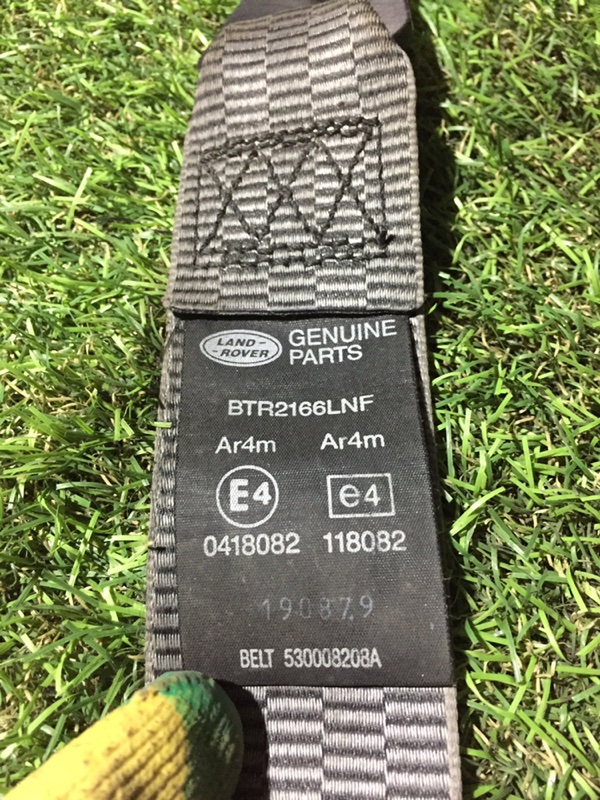 LAND-
-ROVER
GENUINE
PARTS
BTR2166LNF
Ar4m Ar4m
E4 e4
0418082 118082
190879
BELT 530008208A